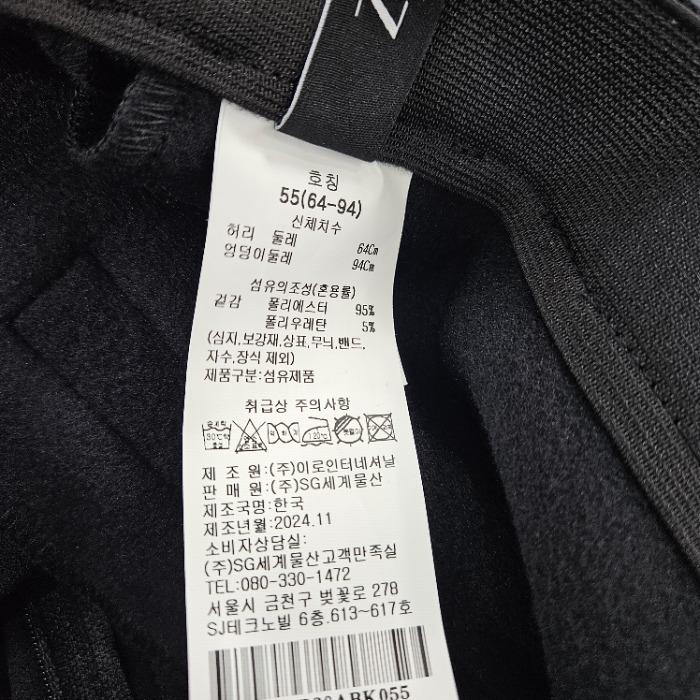 Z
호칭
55(64-94)
신체치수
허리 둘레 64Cm
엉덩이둘레 94Cm
섬유의조성(혼용률)
겉감 폴리에스터 95%
폴리우레탄 5%
(심지,보강재,상표,무늬,밴드,
자수,장식 제외)
제품구분:섬유제품
취급상 주의사항
제 조 원:(주)이로인터내셔날
판 매 원:(주)SG세계물산
제조국명:한국
제조년월:2024.11
소비자상담실:
(주)SG세계물산고객만족실
TEL:080-330-1472
서울시 금천구 벚꽃로 278
SJ테크노빌 6층.613~617호
ABK055